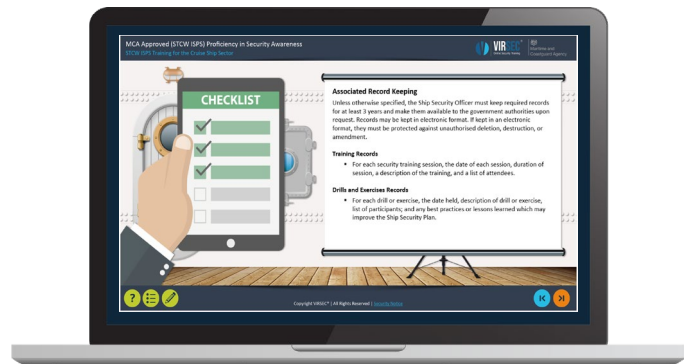 MCA Approved (STCW ISPS) Proficiency in Security Awareness
STCW ISPS Training for the Cruise Ship Sector
VIRSEC
Maritime and
Coastguard Agency
CHECKLIST
Associated Record Keeping
Unless otherwise specified, the Ship Security Officer must keep required records
for at least 3 years and make them available to the government authorities upon
request. Records may be kept in electronic format. If kept in an electronic
format, they must be protected against unauthorised deletion, destruction, or
amendment.
Training Records
• For each security training session, the date of each session, duration of
session, a description of the training, and a list of attendees.
Drills and Exercises Records
• For each drill or exercise, the date held, description of drill or exercise,
list of participants; and any best practices or lessons learned which may
improve the Ship Security Plan.
?
Copyright VIRSEC® | All Rights Reserved | Security Notice